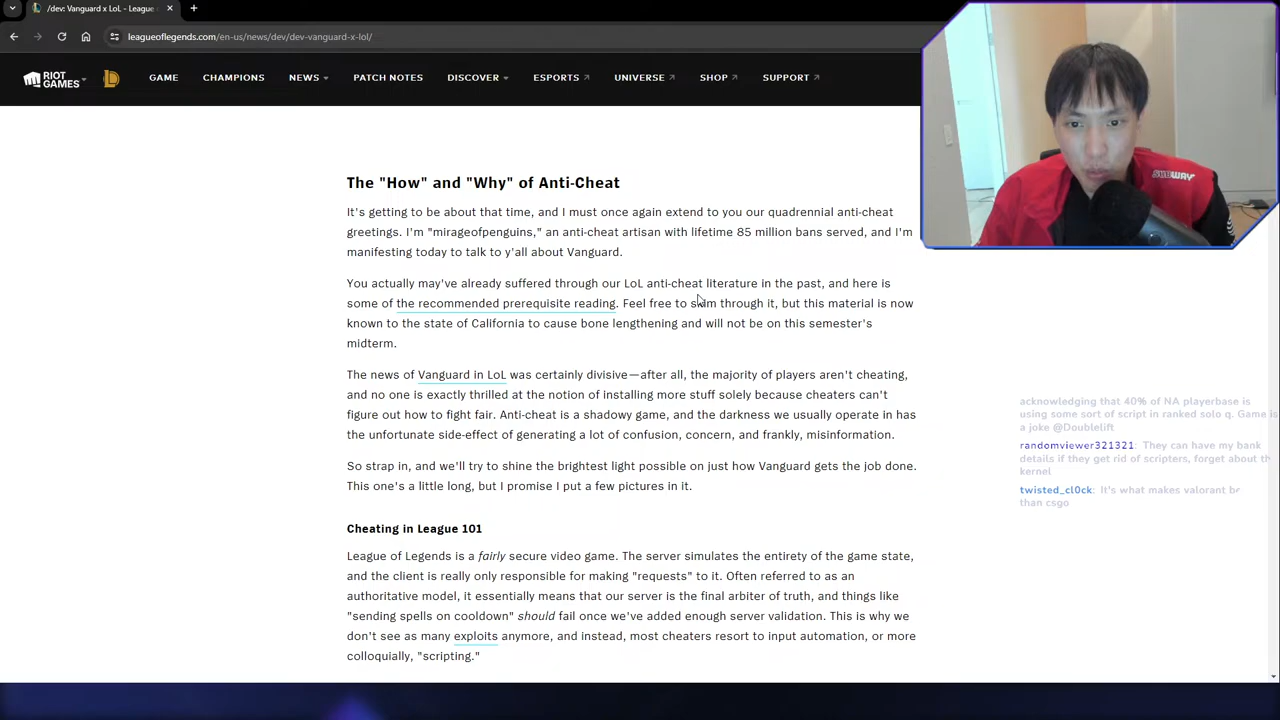 /dev: Vanguard x LoL - League
leagueoflegends.com/en-us/news/dev/dev-vanguard-x-lol/
RIOT GAMES
GAME
CHAMPIONS
NEWS
PATCH NOTES
DISCOVER
ESPORTS
UNIVERSE
SHOP
SUPPORT
The "How" and "Why" of Anti-Cheat
It's getting to be about that time, and I must once again extend to you our quadrennial anti-cheat
greetings. I'm "mirageofpenguins," an anti-cheat artisan with lifetime 85 million bans served, and I'm
manifesting today to talk to y'all about Vanguard.
You actually may've already suffered through our LoL anti-cheat literature in the past, and here is
some of the recommended prerequisite reading. Feel free to skim through it, but this material is now
known to the state of California to cause bone lengthening and will not be on this semester's
midterm.
The news of Vanguard in LoL was certainly divisive—after all, the majority of players aren't cheating,
and no one is exactly thrilled at the notion of installing more stuff solely because cheaters can't
figure out how to fight fair. Anti-cheat is a shadowy game, and the darkness we usually operate in has
the unfortunate side-effect of generating a lot of confusion, concern, and frankly, misinformation.
So strap in, and we'll try to shine the brightest light possible on just how Vanguard gets the job done.
This one's a little long, but I promise I put a few pictures in it.
Cheating in League 101
League of Legends is a fairly secure video game. The server simulates the entirety of the game state,
and the client is really only responsible for making "requests" to it. Often referred to as an
authoritative model, it essentially means that our server is the final arbiter of truth, and things like
"sending spells on cooldown" should fail once we've added enough server validation. This is why we
don't see as many exploits anymore, and instead, most cheaters resort to input automation, or more
colloquially, "scripting."
SUBWAY
acknowledging that 40% of NA playerbase is
using some sort of script in ranked solo q. Game is
a joke @Doublelift
randomviewer321321: They can have my bank
details if they get rid of scripters, forget about
kernel
twisted_cl0ck: It's what makes valorant
than csgo